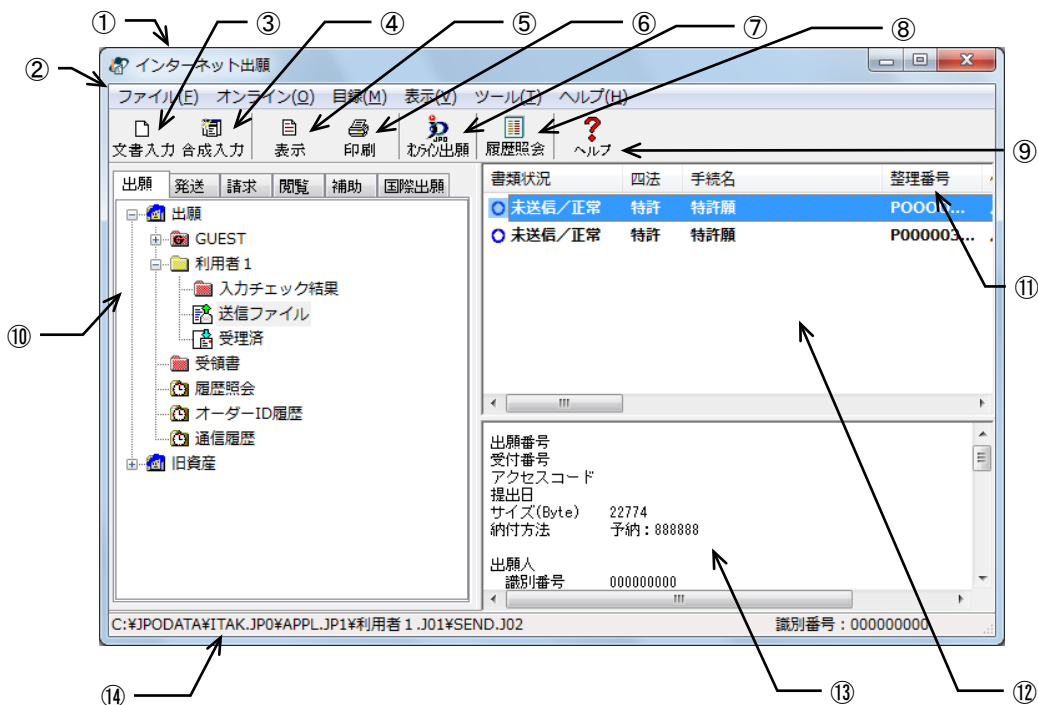 ① ③ ④ ⑤ ⑥ ⑦ ⑧
インターネット出願
②
ファイル(F) オンライン(O) 目録(M) 表示(V) ツール(T) ヘルプ(H)
文書入力 合成入力 表示 印刷 オンライン出願 履歴照会 ヘルプ
⑨
出願 発送 請求 閲覧 補助 国際出願
出願
GUEST
利用者1
入力チェック結果
送信ファイル
受理済
受領書
履歴照会
オーダーID履歴
通信履歴
旧資産
⑩
書類状況 四法 手続名 整理番号
未送信/正常 特許 特許願 P0000...
未送信/正常 特許 特許願 P000003...
⑪
出願番号
受付番号
アクセスコード
提出日
サイズ(Byte) 22774
納付方法 予納:888888
出願人
識別番号 000000000
C:¥JPODATA¥ITAK.JP0¥APPL.JP1¥利用者1.J01¥SEND.J02 識別番号:000000000
⑭ ⑬ ⑫